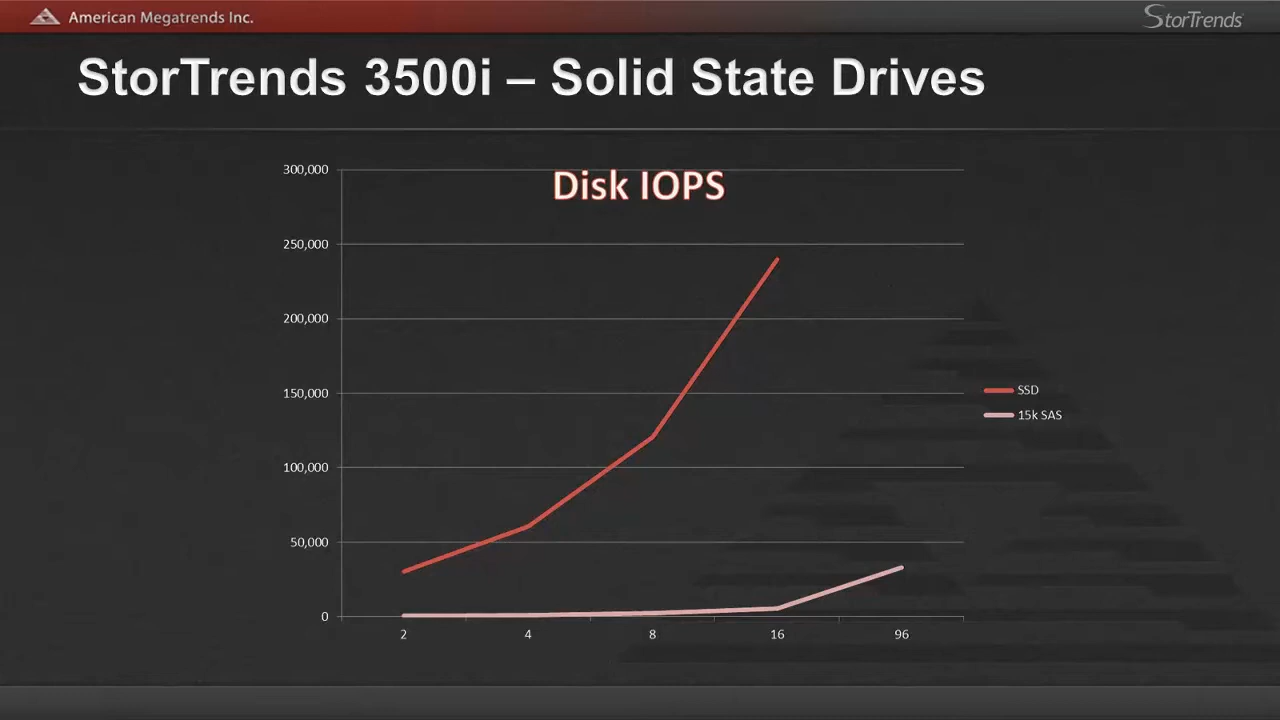 American Megatrends Inc.
StorTrends
StorTrends 3500i – Solid State Drives
Disk IOPS
300,000
250,000
200,000
150,000
100,000
50,000
0
SSD
15k SAS
2 4 8 16 96